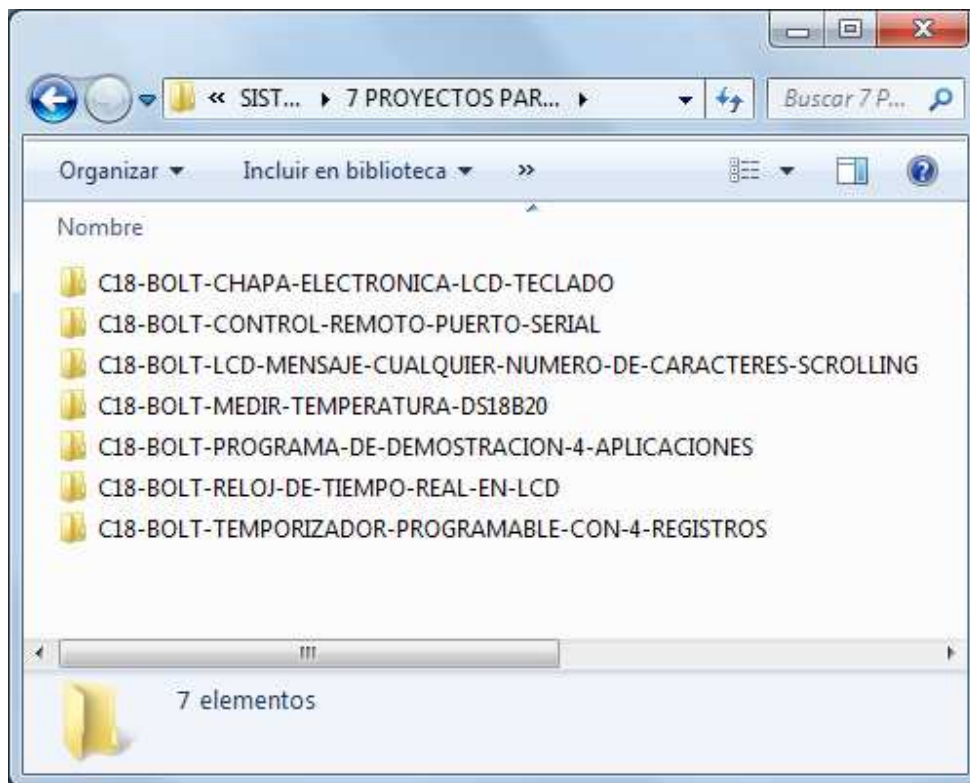 « SIST... 7 PROYECTOS PAR... Buscar 7 P...
Organizar Incluir en biblioteca »
Nombre
C18-BOLT-CHAPA-ELECTRONICA-LCD-TECLADO
C18-BOLT-CONTROL-REMOTO-PUERTO-SERIAL
C18-BOLT-LCD-MENSAJE-CUALQUIER-NUMERO-DE-CARACTERES-SCROLLING
C18-BOLT-MEDIR-TEMPERATURA-DS18B20
C18-BOLT-PROGRAMA-DE-DEMOSTRACION-4-APLICACIONES
C18-BOLT-RELOJ-DE-TIEMPO-REAL-EN-LCD
C18-BOLT-TEMPORIZADOR-PROGRAMABLE-CON-4-REGISTROS
7 elementos